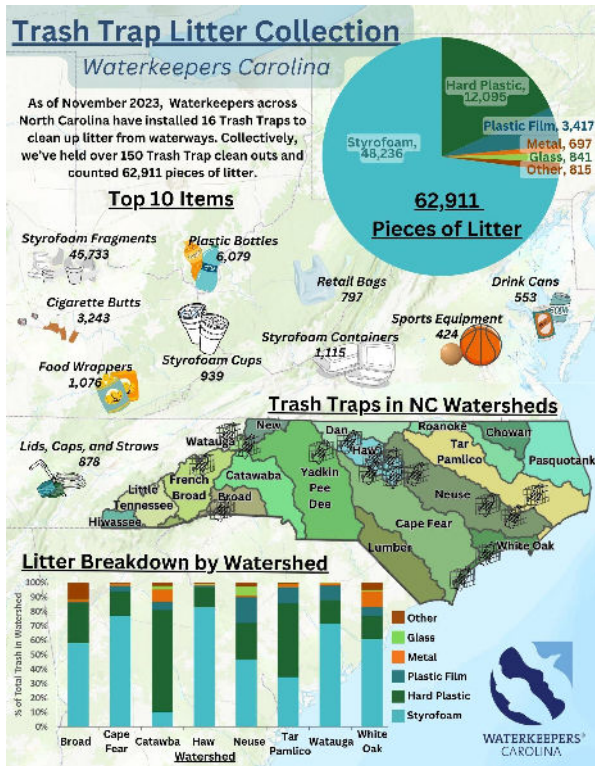 Trash Trap Litter Collection
Waterkeepers Carolina
As of November 2023, Waterkeepers across
North Carolina have installed 16 Trash Traps to
clean up litter from waterways. Collectively,
we've held over 150 Trash Trap clean outs and
counted 62,911 pieces of litter.
Hard Plastic,
12,095
Plastic Film, 3,417
Metal, 697
Glass, 841
Other, 815
Styrofoam,
48,236
62,911
Pieces of Litter
Top 10 Items
Styrofoam Fragments
45,733
Plastic Bottles
6,079
Retail Bags
797
Drink Cans
553
Cigarette Butts
3,243
Styrofoam Cups
939
Styrofoam Containers
1,115
Sports Equipment
424
Food Wrappers
1,076
Lids, Caps, and Straws
878
Trash Traps in NC Watersheds
Watauga
New
Dan
Haw
Roanoke
Chowan
Tar
Pamlico
Pasquotank
Little
Tennessee
French
Broad
Hiwassee
Broad
Catawaba
Yadkin
Pee
Dee
Neuse
Cape Fear
Lumber
White Oak
Litter Breakdown by Watershed
% of Total Trash in Watershed
100%
90%
80%
70%
60%
50%
40%
30%
20%
10%
0%
Broad
Cape
Fear
Catawba
Haw
Neuse
Tar
Pamlico
Watauga
White
Oak
Watershed
Other
Glass
Metal
Plastic Film
Hard Plastic
Styrofoam
WATERKEEPERS®
CAROLINA